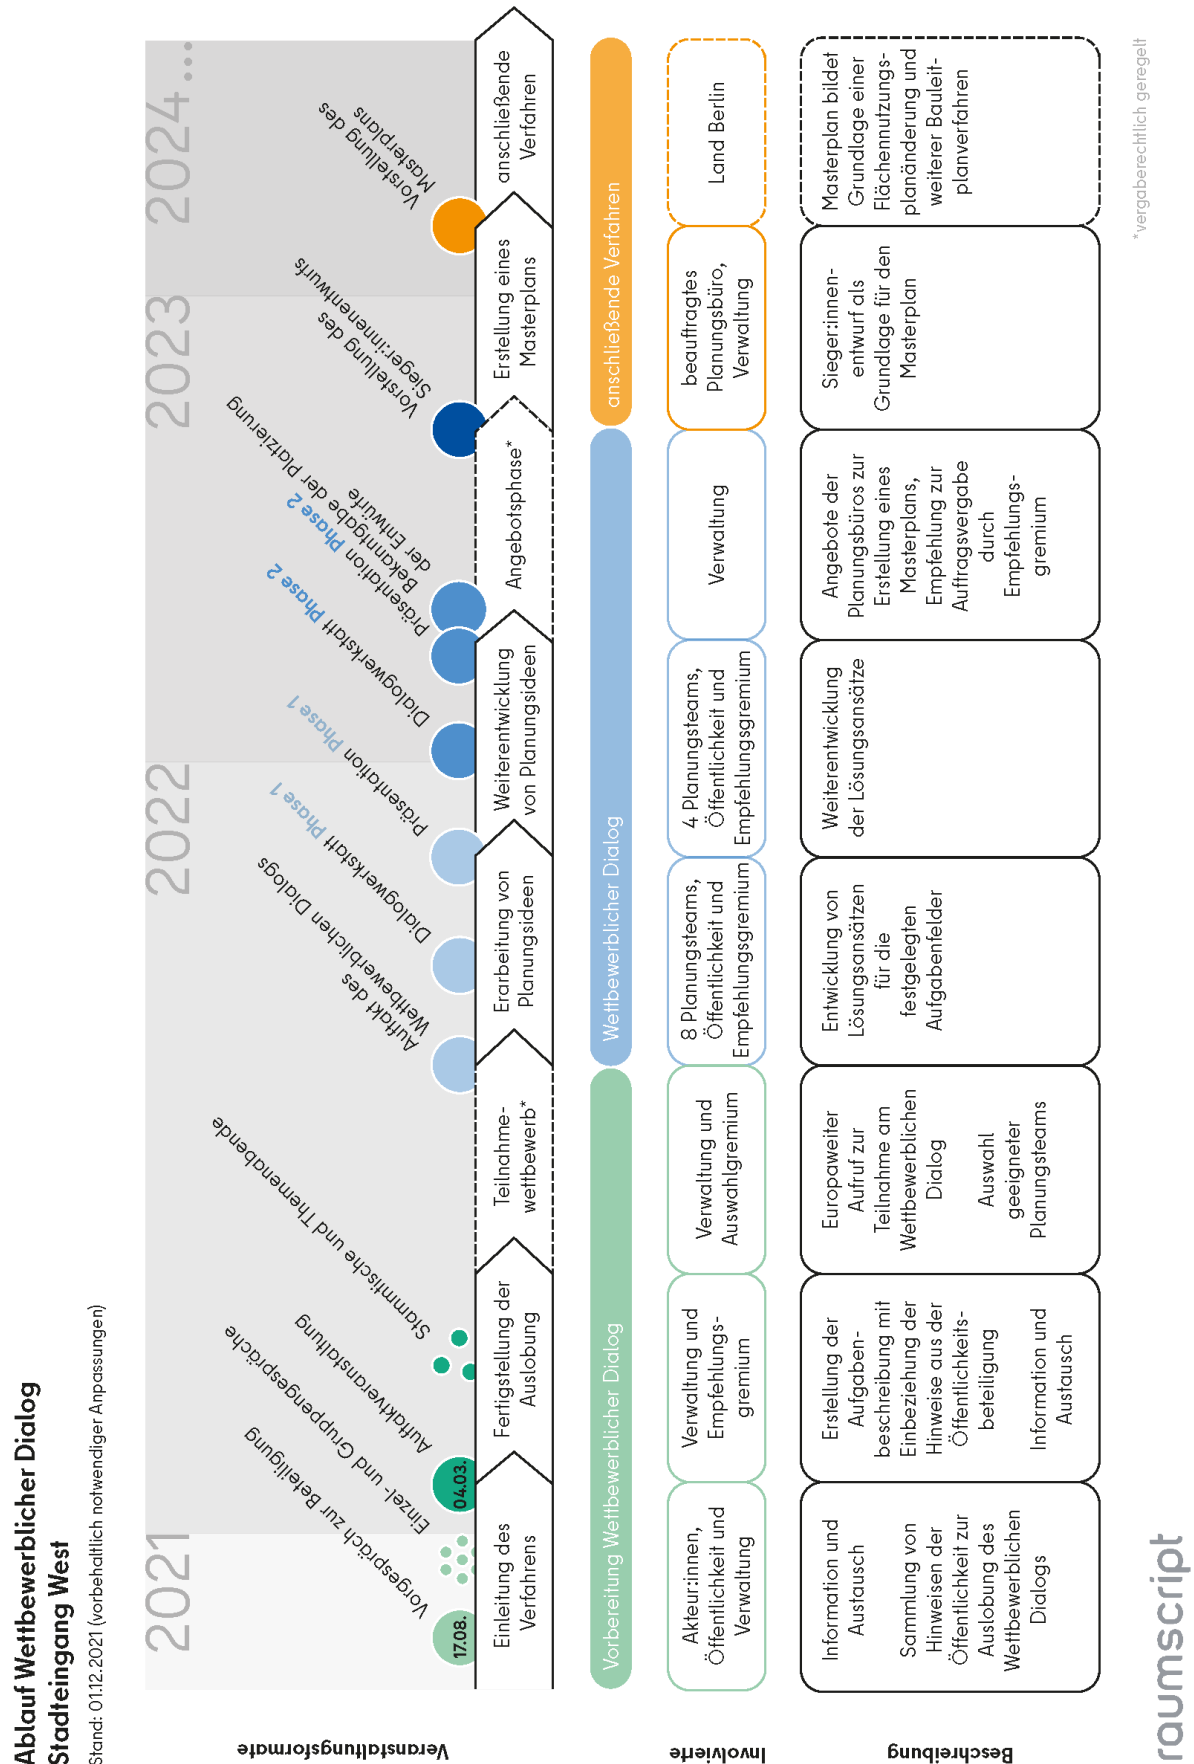 Ablauf Wettbewerblicher Dialog
Stadteingang West
Stand: 01.12.2021 (vorbehaltlich notwendiger Anpassungen)
2021
2022
2023
2024...
Veranstaltungsformate
17.08.
Vorgespräch zur Beteiligung
Einzel- und Gruppengespräche
04.03.
Auftaktveranstaltung
Stammtische und Themenabende
Auftakt des
Wettbewerblichen Dialogs
Dialogwerkstatt Phase 1
Präsentation Phase 1
Dialogwerkstatt Phase 2
Präsentation Phase 2
Bekanntgabe der Platzierung
der Entwürfe
Vorstellung des
Sieger:innenentwurfs
Vorstellung des
Masterplans
Einleitung des
Verfahrens
Fertigstellung der
Auslobung
Teilnahme-
wettbewerb*
Erarbeitung von
Planungsideen
Weiterentwicklung
von Planungsideen
Angebotsphase*
Erstellung eines
Masterplans
anschließende
Verfahren
Vorbereitung Wettbewerblicher Dialog
Wettbewerblicher Dialog
anschließende Verfahren
Involvierte
Akteur:innen,
Öffentlichkeit und
Verwaltung
Verwaltung und
Empfehlungs-
gremium
Verwaltung und
Auswahlgremium
8 Planungsteams,
Öffentlichkeit und
Empfehlungsgremium
4 Planungsteams,
Öffentlichkeit und
Empfehlungsgremium
Verwaltung
beauftragtes
Planungsbüro,
Verwaltung
Land Berlin
Beschreibung
Information und
Austausch
Sammlung von
Hinweisen der
Öffentlichkeit zur
Auslobung des
Wettbewerblichen
Dialogs
Erstellung der
Aufgaben-
beschreibung mit
Einbeziehung der
Hinweise aus der
Öffentlichkeits-
beteiligung
Information und
Austausch
Europaweiter
Aufruf zur
Teilnahme am
Wettbewerblichen
Dialog
Auswahl
geeigneter
Planungsteams
Entwicklung von
Lösungsansätzen
für die
festgelegten
Aufgabenfelder
Weiterentwicklung
der Lösungsansätze
Angebote der
Planungsbüros zur
Erstellung eines
Masterplans,
Empfehlung zur
Auftragsvergabe
durch
Empfehlungs-
gremium
Sieger:innen-
entwurf als
Grundlage für den
Masterplan
Masterplan bildet
Grundlage einer
Flächennutzungs-
planänderung und
weiterer Bauleit-
planverfahren
raumscript
*vergaberechtlich geregelt